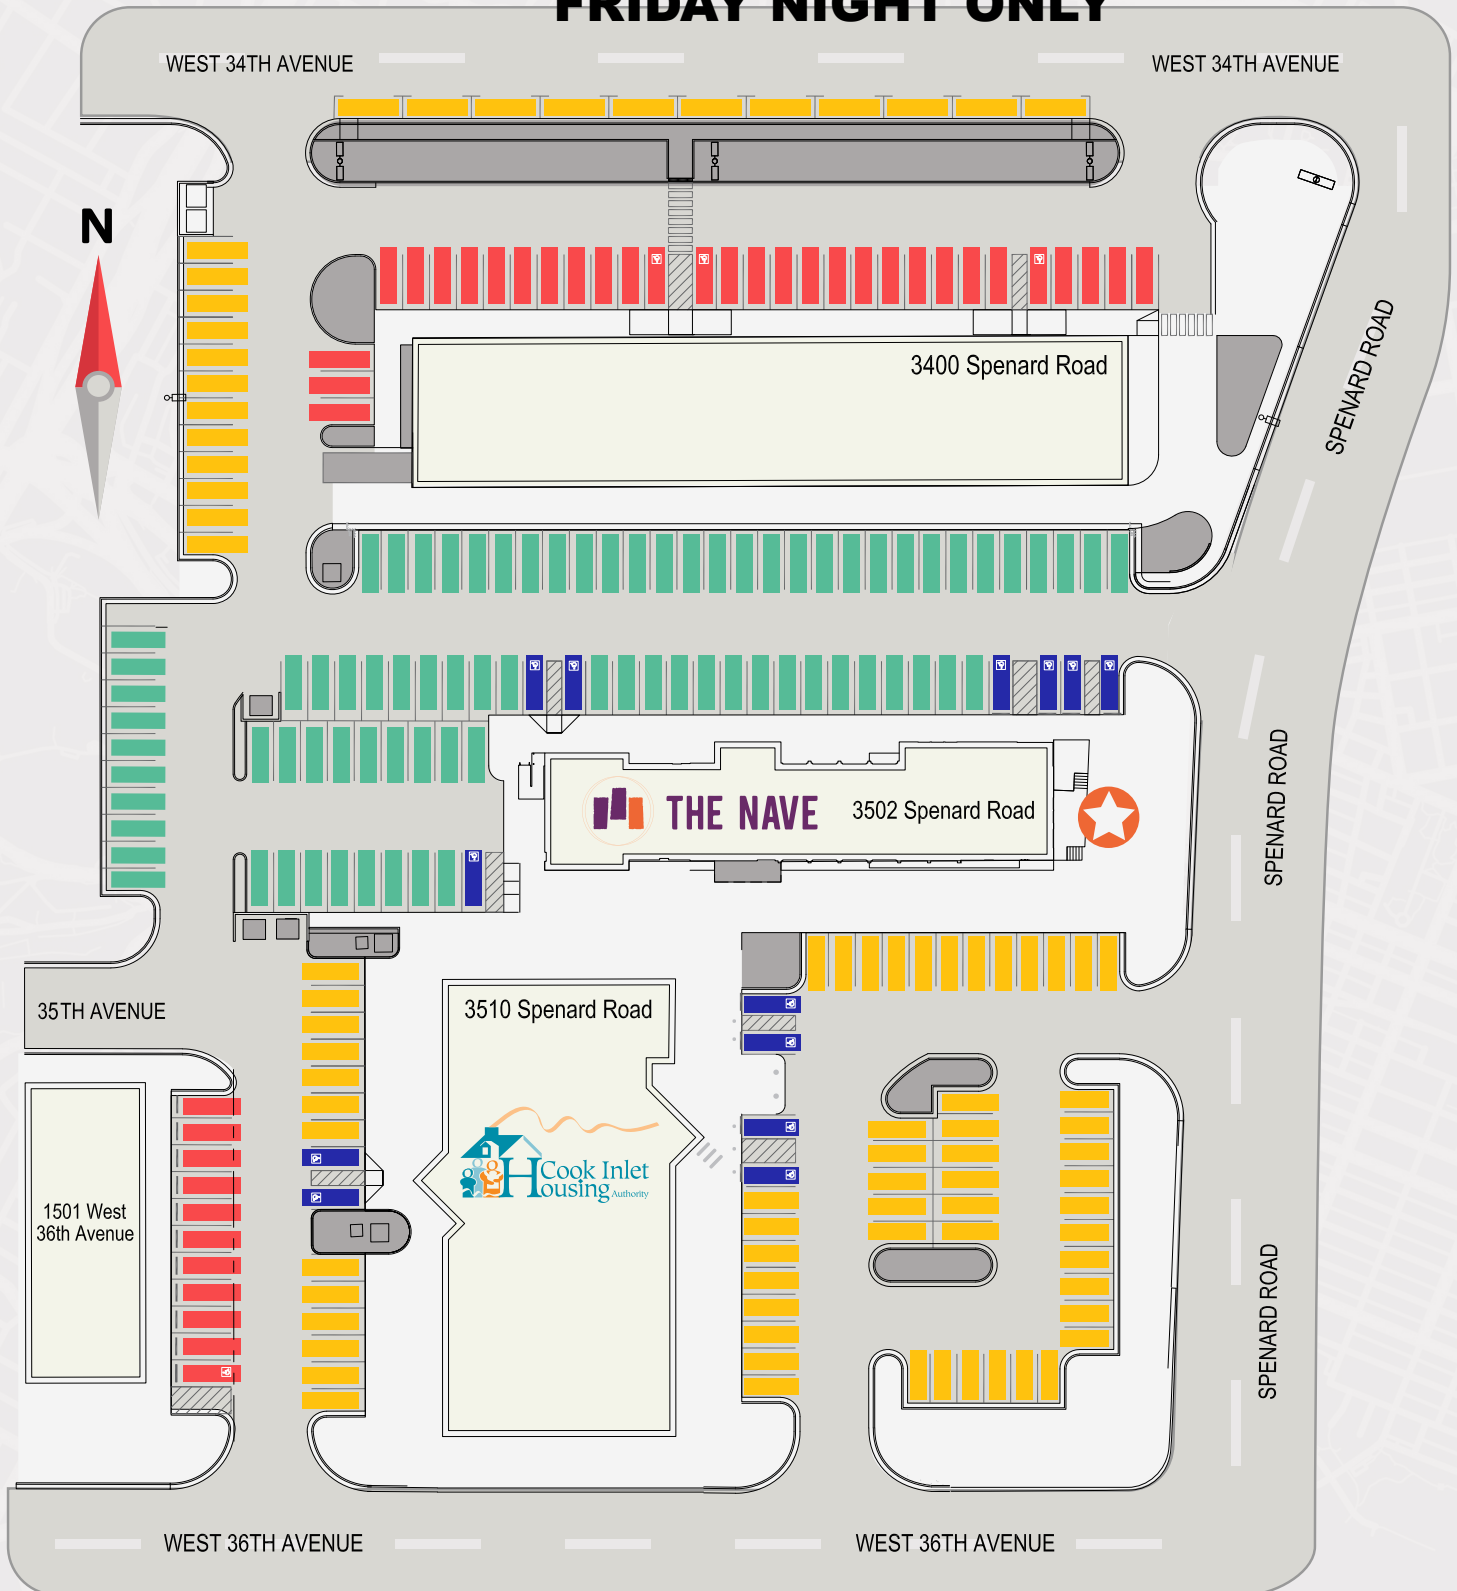 FRIDAY NIGHT ONLY
WEST 34TH AVENUE
WEST 34TH AVENUE
N
3400 Spenard Road
SPENARD ROAD
THE NAVE
3502 Spenard Road
SPENARD ROAD
35TH AVENUE
3510 Spenard Road
Cook Inlet
Housing
Authority
1501 West
36th Avenue
SPENARD ROAD
WEST 36TH AVENUE
WEST 36TH AVENUE